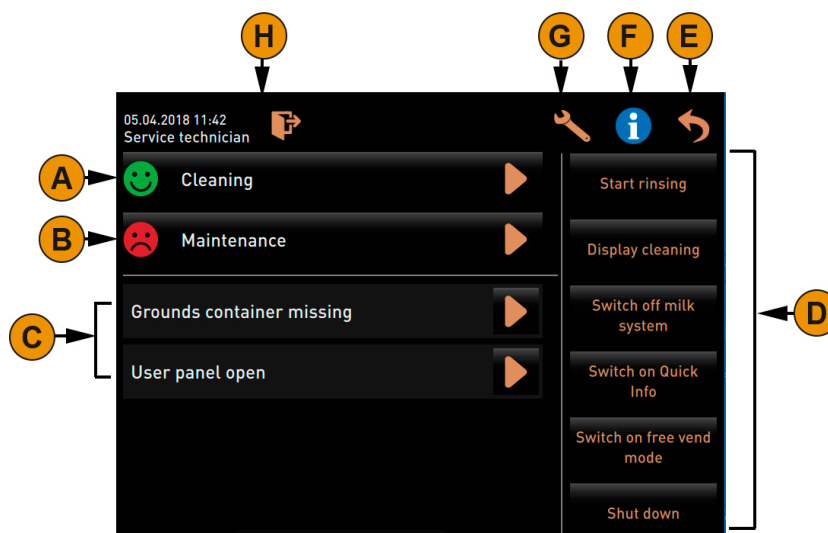 H
G
F
E
05.04.2018 11:42
Service technician
i
A
Cleaning
B
Maintenance
C
Grounds container missing
User panel open
Start rinsing
Display cleaning
Switch off milk
system
Switch on Quick
Info
Switch on free vend
mode
Shut down
D